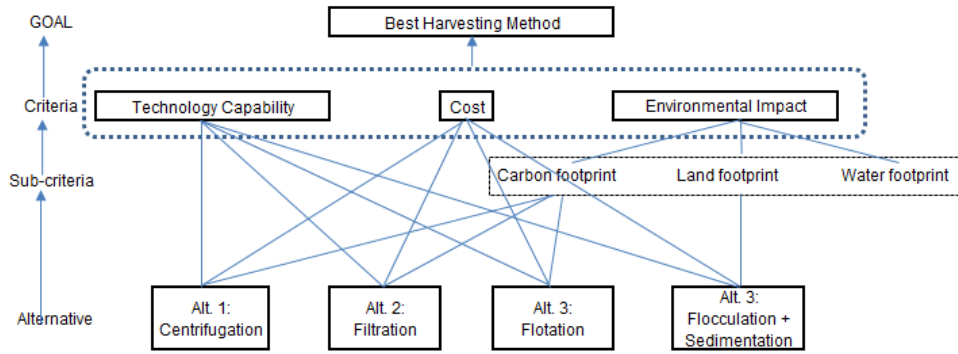 GOAL
Best Harvesting Method
Criteria
Technology Capability
Cost
Environmental Impact
Sub-criteria
Carbon footprint
Land footprint
Water footprint
Alternative
Alt. 1:
Centrifugation
Alt. 2:
Filtration
Alt. 3:
Flotation
Alt. 3:
Flocculation +
Sedimentation